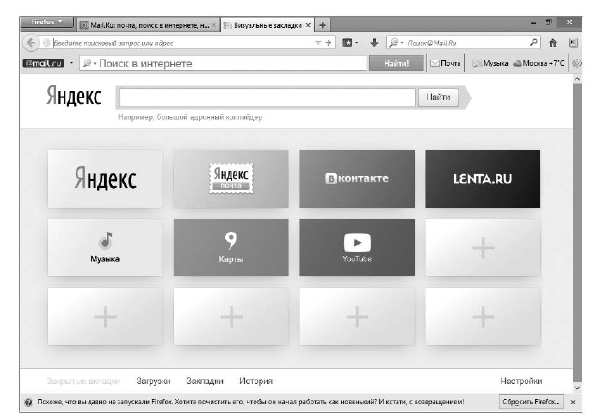 Firefox
Mail.Ru: почта, поиск в интернете, н... × Визуальные закладки × +
Введите поисковый запрос или адрес Поиск@Mail.Ru
@mail.ru Поиск в интернете Найти! Почта Музыка Москва +7°C
Яндекс Найти
Например, большой адронный коллайдер
Яндекс Яндекс почта В контакте LENTA.RU
Музыка Карты YouTube
Закрытые вкладки Загрузки Закладки История Настройки
Похоже, что вы давно не запускали Firefox. Хотите почистить его, чтобы он начал работать как новенький? И кстати, с возвращением! Сбросить Firefox... ×